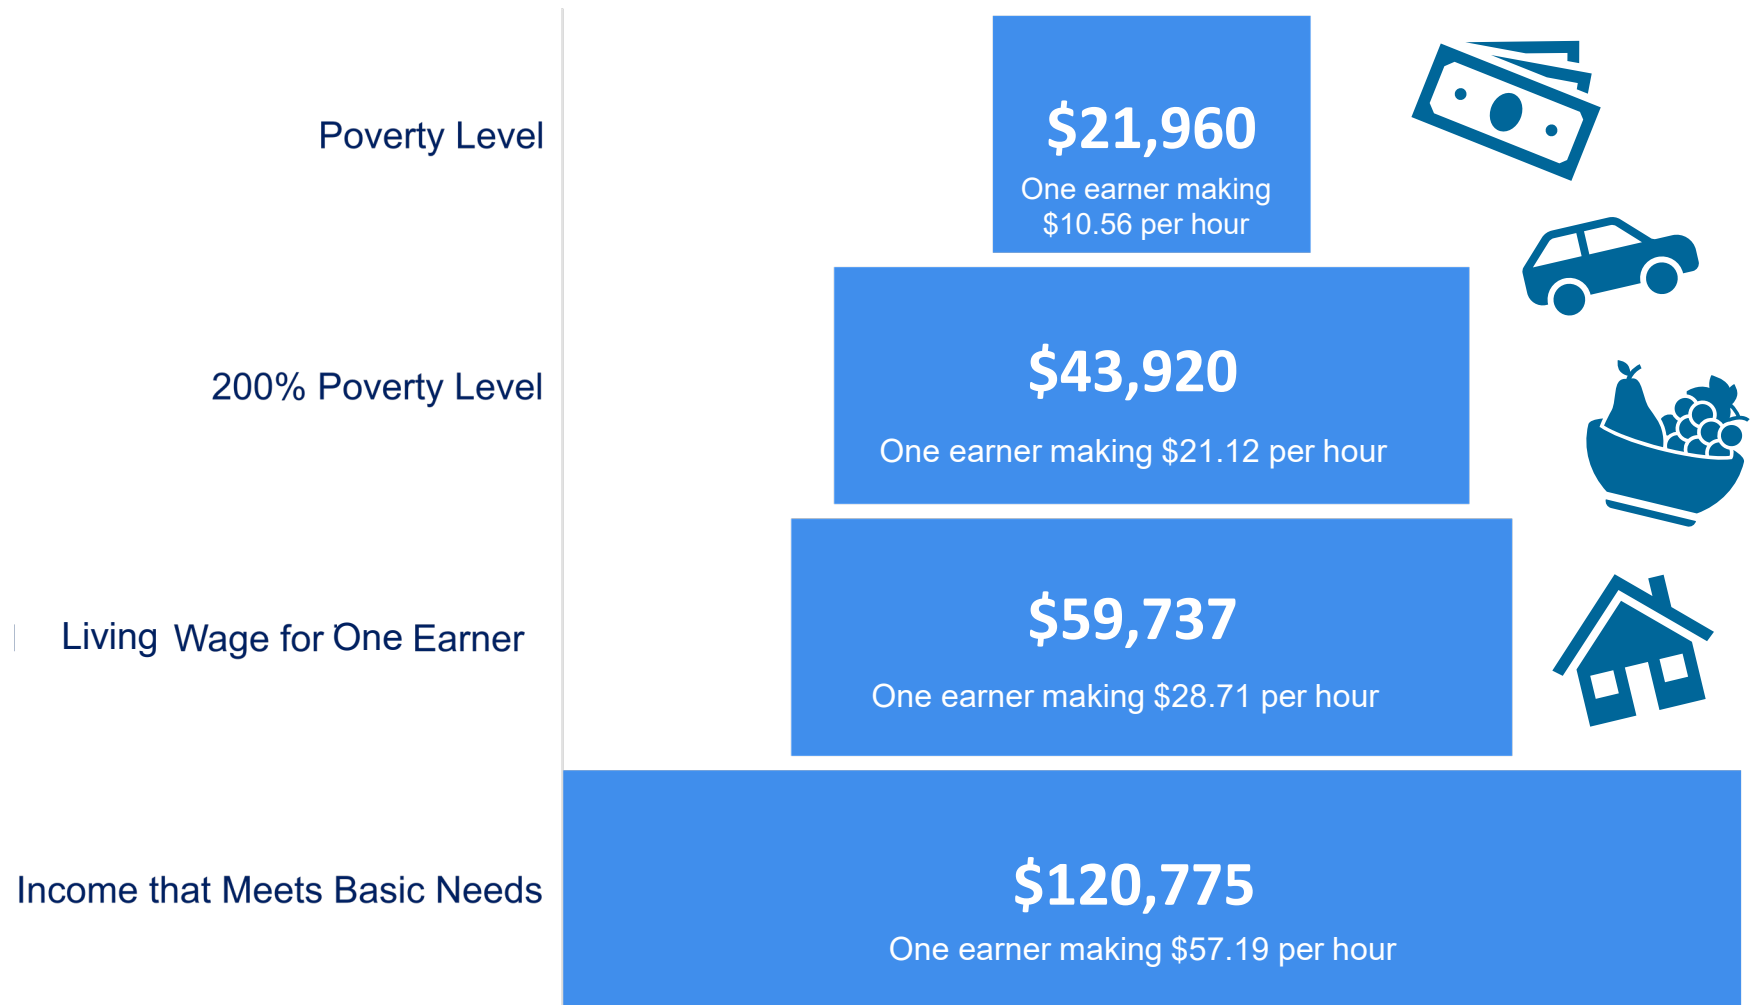 Poverty Level
$21,960
One earner making
$10.56 per hour
200% Poverty Level
$43,920
One earner making $21.12 per hour
Living Wage for One Earner
$59,737
One earner making $28.71 per hour
Income that Meets Basic Needs
$120,775
One earner making $57.19 per hour